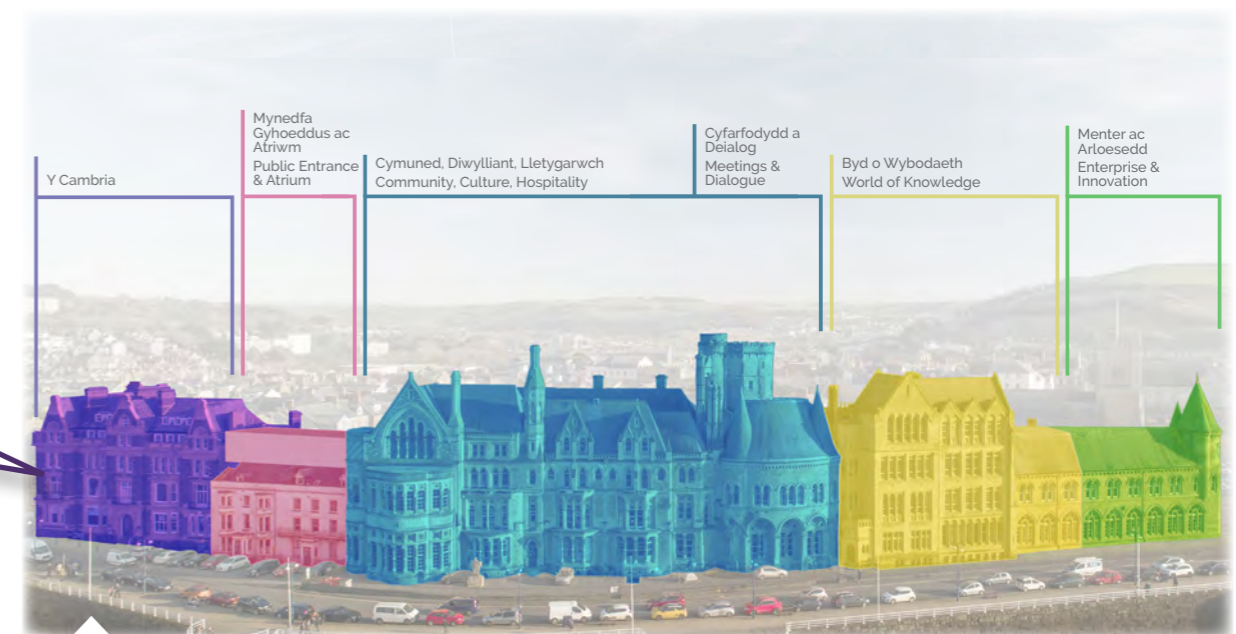 Y Cambria
Mynedfa
Gyhoeddus ac
Atriwm
Public Entrance
& Atrium
Cymuned, Diwylliant, Lletygarwch
Community, Culture, Hospitality
Cyfarfodydd a
Deialog
Meetings &
Dialogue
Byd o Wybodaeth
World of Knowledge
Menter ac
Arloesedd
Enterprise &
Innovation